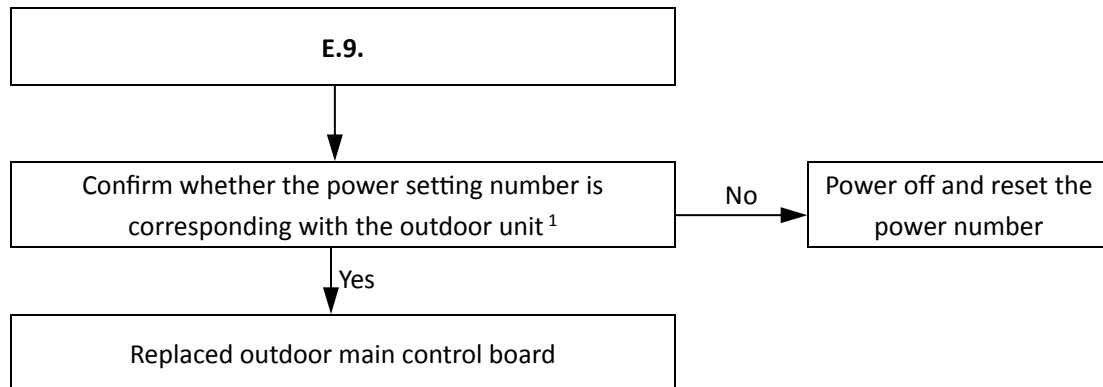 E.9.
Confirm whether the power setting number is
corresponding with the outdoor unit 1
No
Power off and reset the
power number
Yes
Replaced outdoor main control board